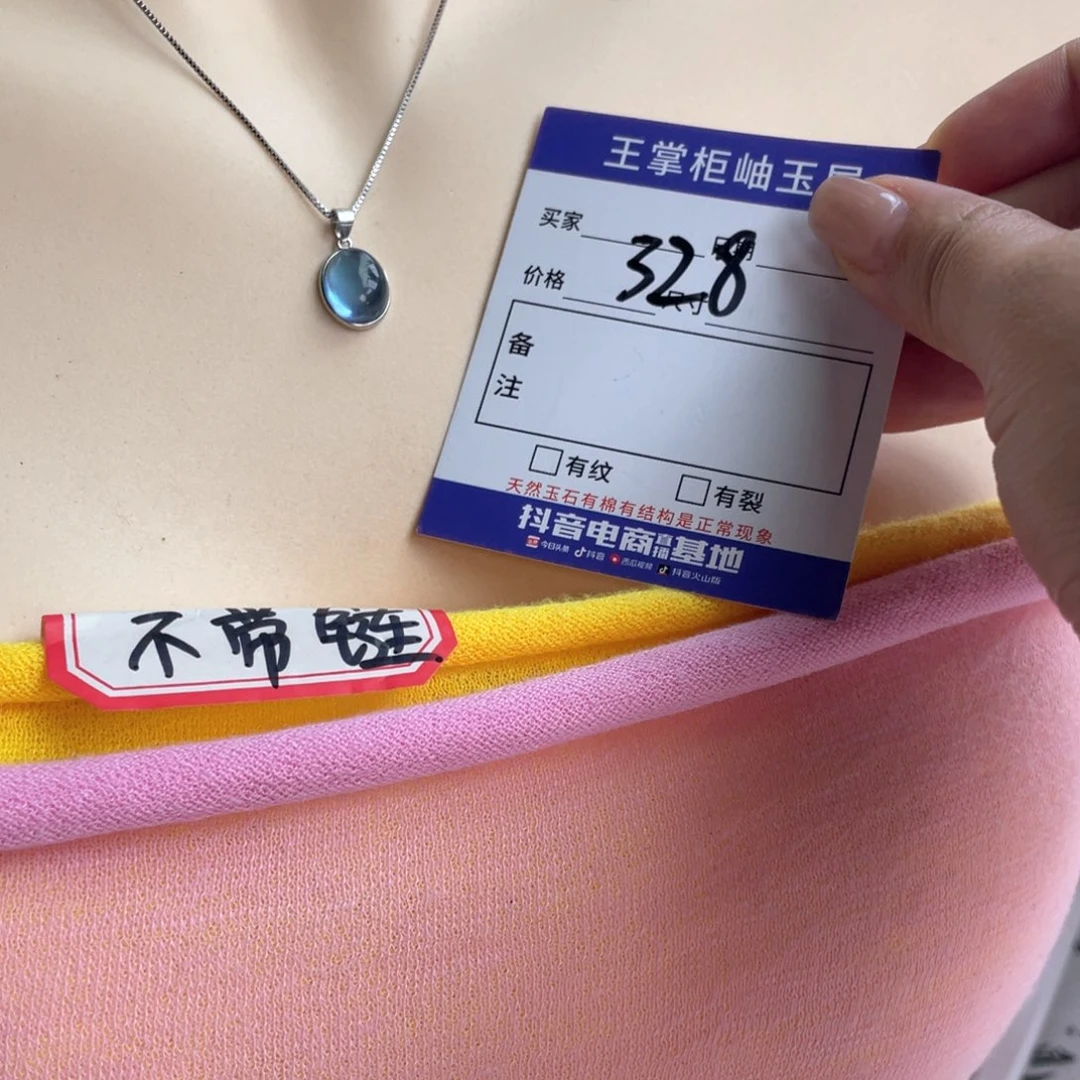 王掌柜岫玉
买家
328
价格 尺寸
备
注
有纹 有裂
天然玉石有棉有结构是正常现象
抖音电商直播基地
今日头条 抖音 西瓜视频 抖音火山版
不带链